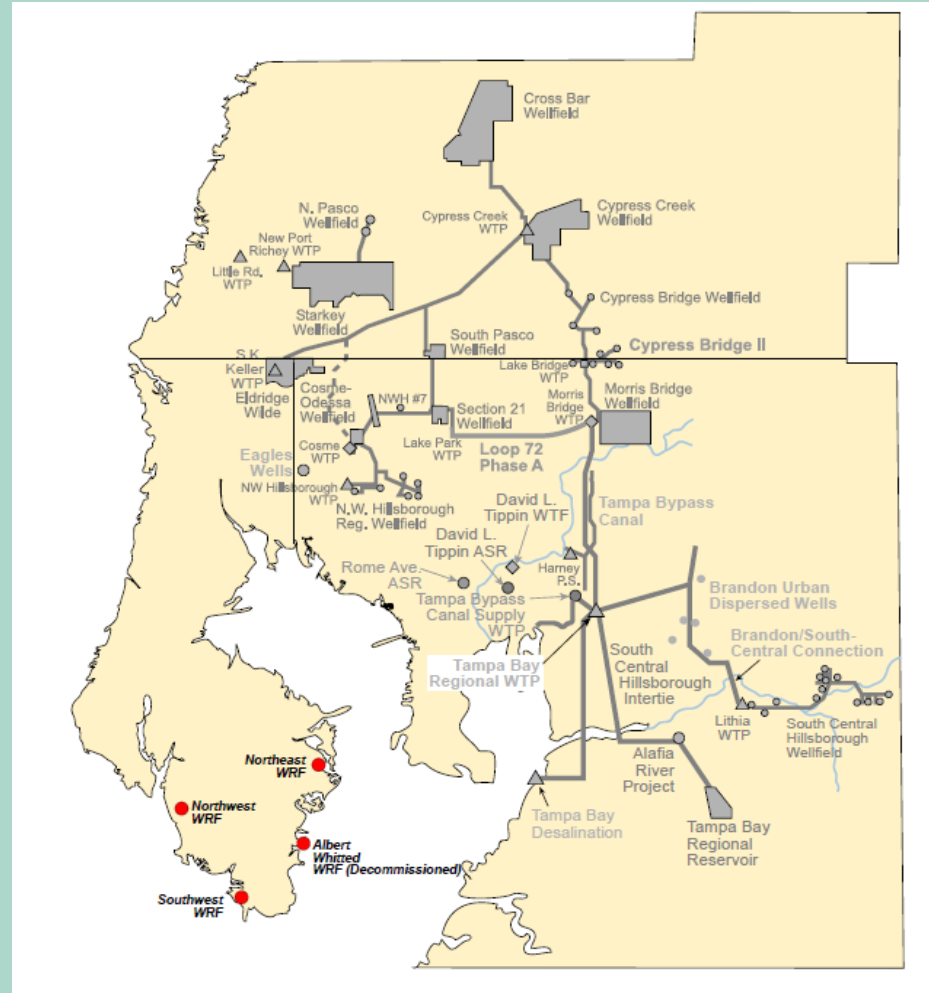 Cross Bar
Wellfield
N. Pasco
Wellfield
Cypress Creek
WTP
Cypress Creek
Wellfield
New Port
Richey WTP
Little Rd.
WTP
Starkey
Wellfield
Cypress Bridge Wellfield
South Pasco
Wellfield
Cypress Bridge II
S.K.
Keller
WTP
Eldridge
Wilde
Cosme-
Odessa
Wellfield
NWH #7
Lake Bridge
WTP
Morris
Bridge
WTP
Morris Bridge
Wellfield
Section 21
Wellfield
Lake Park
WTP
Loop 72
Phase A
Cosme
WTP
Eagles
Wells
NW Hillsborough
WTP
N.W. Hillsborough
Reg. Wellfield
David L.
Tippin WTF
Tampa Bypass
Canal
David L.
Tippin ASR
Rome Ave.
ASR
Harney
P.S.
Tampa Bypass
Canal Supply
WTP
Brandon Urban
Dispersed Wells
Brandon/South-
Central Connection
Tampa Bay
Regional WTP
South
Central
Hillsborough
Intertie
Lithia
WTP
South Central
Hillsborough
Wellfield
Alafia
River
Project
Northeast
WRF
Northwest
WRF
Tampa Bay
Desalination
Tampa Bay
Regional
Reservoir
Albert
Whitted
WRF (Decommissioned)
Southwest
WRF